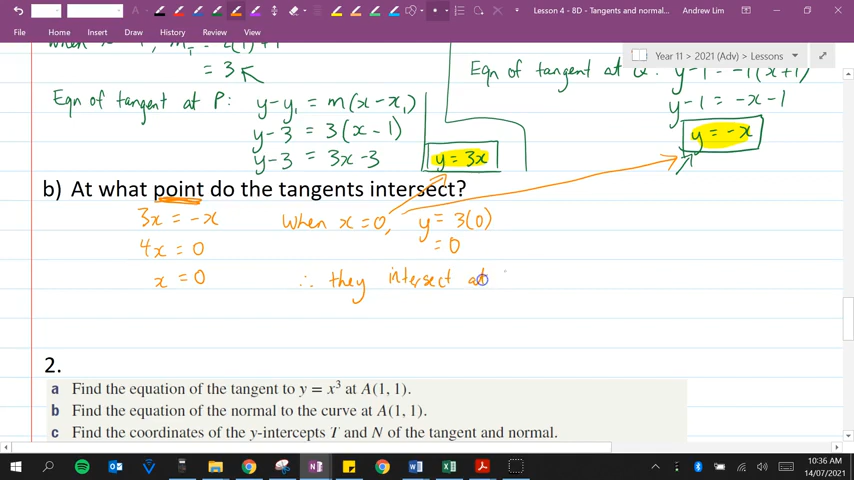 Lesson 4 - 8D - Tangents and normal...
Andrew Lim
File Home Insert Draw History Review View Help
Year 11 > 2021 (Adv) > Lessons
= 3
Eqn of tangent at Q: y-1 = -1(x+1)
Eqn of tangent at P: y-y₁ = m(x-x₁)
y-1 = -x-1
y-3 = 3(x-1)
y = -x
y-3 = 3x-3
y = 3x
b) At what point do the tangents intersect?
3x = -x When x=0, y = 3(0)
4x = 0 = 0
x = 0 ∴ they intersect at
2.
a Find the equation of the tangent to y = x³ at A(1, 1).
b Find the equation of the normal to the curve at A(1, 1).
c Find the coordinates of the y-intercepts T and N of the tangent and normal.
10:36 AM
14/07/2021